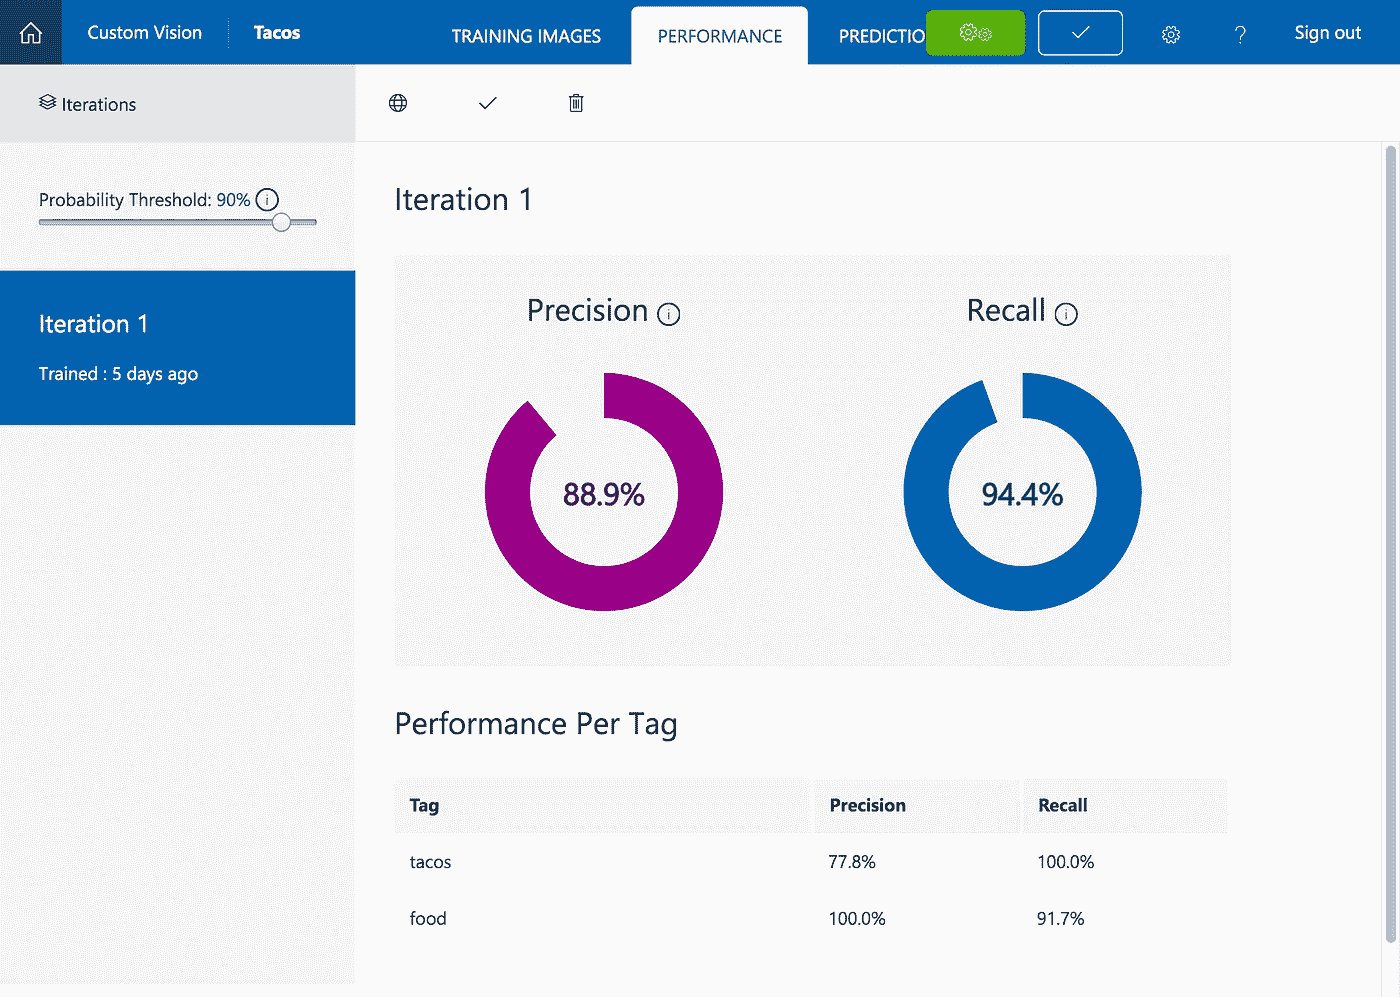 Custom Vision
Tacos
TRAINING IMAGES
PERFORMANCE
PREDICTIO
?
Sign out
Iterations
Probability Threshold: 90% i
Iteration 1
Trained : 5 days ago
Iteration 1
Precision i
Recall i
88.9%
94.4%
Performance Per Tag
Tag Precision Recall
tacos 77.8% 100.0%
food 100.0% 91.7%